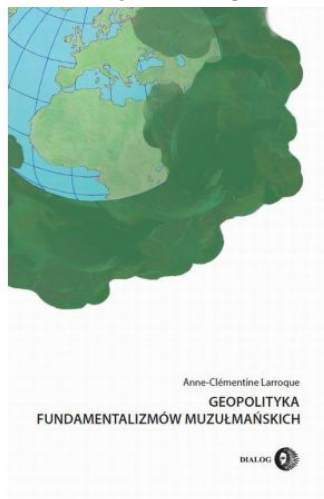 Anne-Clémentine Larroque
GEOPOLITYKA
FUNDAMENTALIZMÓW MUZUŁMAŃSKICH
DIALOG